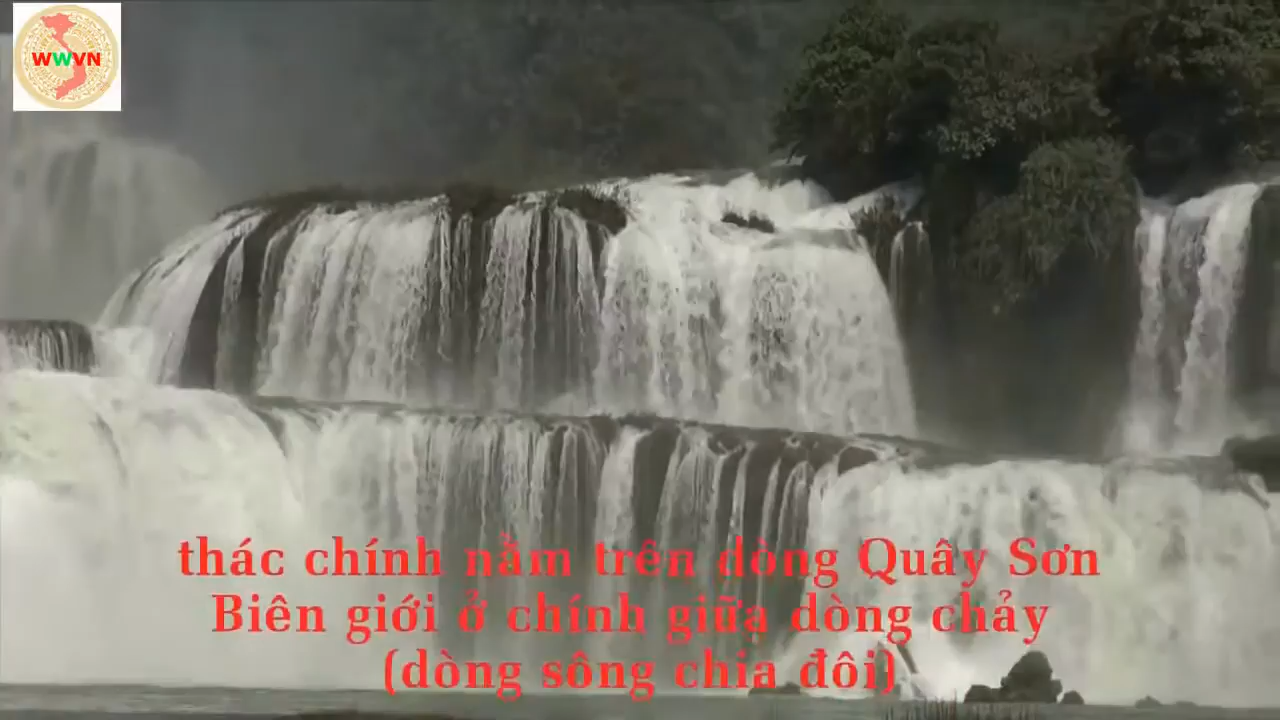 WWVN
thác chính nằm trên dòng Quây Sơn
Biên giới ở chính giữa dòng chảy
(dòng sông chia đôi)